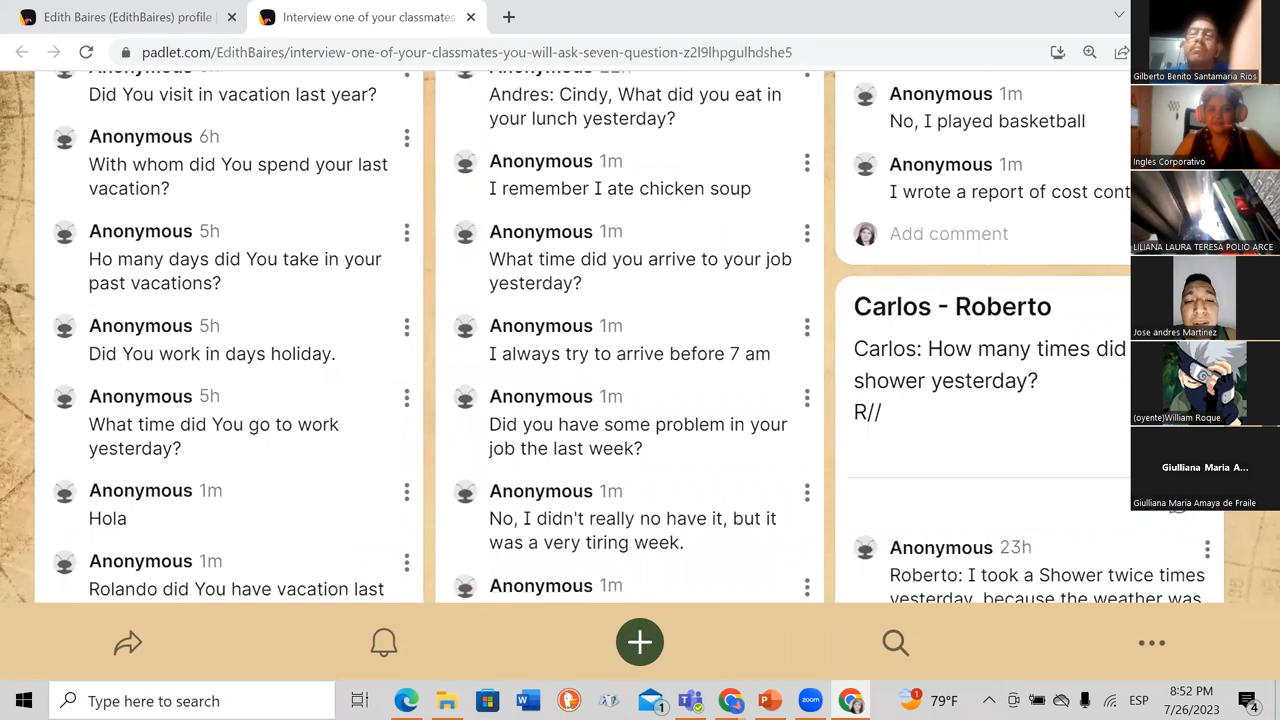 Edith Baires (EdithBaires) profile
Interview one of your classmates
padlet.com/EdithBaires/interview-one-of-your-classmates-you-will-ask-seven-question-z2l9lhpgulhdshe5
Did You visit in vacation last year?
Anonymous 6h
With whom did You spend your last
vacation?
Anonymous 5h
Ho many days did You take in your
past vacations?
Anonymous 5h
Did You work in days holiday.
Anonymous 5h
What time did You go to work
yesterday?
Anonymous 1m
Hola
Anonymous 1m
Rolando did You have vacation last
Anonymous 22h
Andres: Cindy, What did you eat in
your lunch yesterday?
Anonymous 1m
I remember I ate chicken soup
Anonymous 1m
What time did you arrive to your job
yesterday?
Anonymous 1m
I always try to arrive before 7 am
Anonymous 1m
Did you have some problem in your
job the last week?
Anonymous 1m
No, I didn't really no have it, but it
was a very tiring week.
Anonymous 1m
Anonymous 1m
No, I played basketball
Anonymous 1m
I wrote a report of cost cont
Add comment
Carlos - Roberto
Carlos: How many times did
shower yesterday?
R//
Anonymous 23h
Roberto: I took a Shower twice times
yesterday, because the weather was
Gilberto Benito Santamaria Rios
Ingles Corporativo
LILIANA LAURA TERESA POLIO ARCE
Jose andres Martinez
(oyente)William Roque
Giulliana Maria A...
Giulliana Maria Amaya de Fraile
Type here to search
1
zoom
1
79°F
ESP
8:52 PM
7/26/2023
4